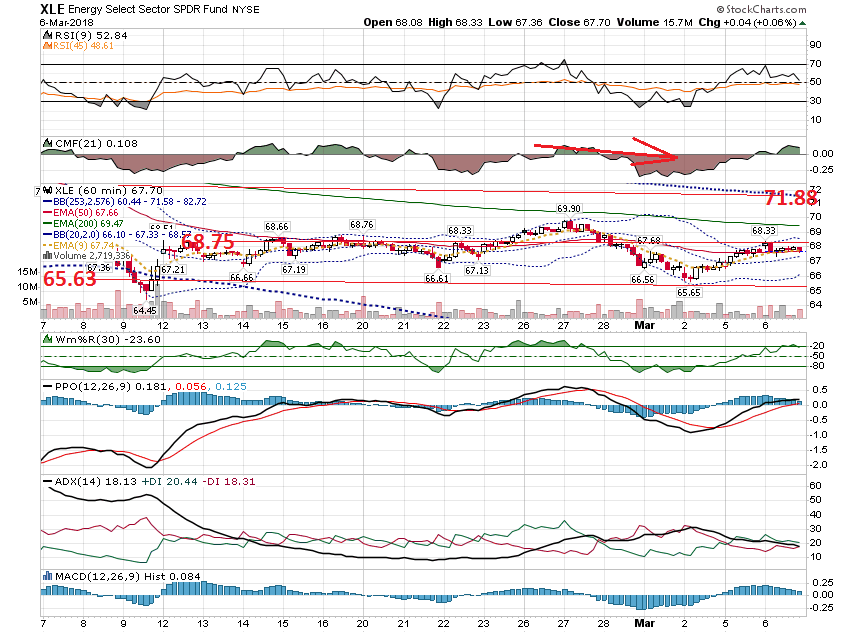 XLE Energy Select Sector SPDR Fund NYSE
© StockCharts.com
6-Mar-2018
Open 68.08 High 68.33 Low 67.36 Close 67.70 Volume 15.7M Chg +0.04 (+0.06%)
RSI(9) 52.84
RSI(45) 48.61
90
70
50
30
10
CMF(21) 0.108
0.00
-0.25
XLE (60 min) 67.70
BB(253,2.576) 60.44 - 71.58 - 82.72
EMA(50) 67.66
EMA(200) 69.47
BB(20,2.0) 66.10 - 67.33 - 68.57
EMA(9) 67.74
Volume 2,719,336
72
71.88
70
69
68
67
66
65
64
69.90
68.66
68.76
68.33
67.68
68.33
68.75
67.36
67.21
66.66
67.19
66.61
67.13
66.56
65.65
65.63
64.45
15M
10M
5M
7 8 9 12 13 14 15 16 20 21 22 23 26 27 28 Mar 2 5 6
Wm%R(30) -23.60
-20
-50
-80
PPO(12,26,9) 0.181, 0.056, 0.125
0.5
0.0
-0.5
-1.0
-1.5
-2.0
ADX(14) 18.13 +DI 20.44 -DI 18.31
60
50
40
30
20
10
MACD(12,26,9) Hist 0.084
0.25
0.00
-0.25
7 8 9 12 13 14 15 16 20 21 22 23 26 27 28 Mar 2 5 6